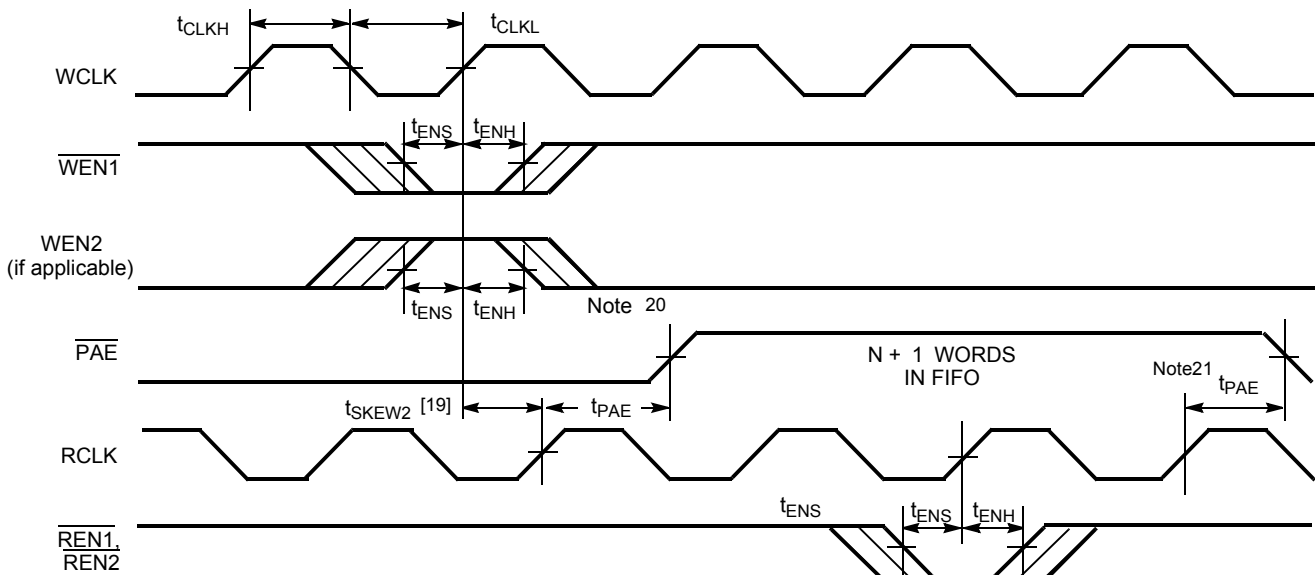 tCLKH
tCLKL
WCLK
tENS
tENH
WEN1
WEN2
(if applicable)
tENS
tENH
Note 20
PAE
N + 1 WORDS
IN FIFO
Note21
tPAE
tSKEW2 [19]
tPAE
RCLK
tENS
tENS
tENH
REN1,
REN2